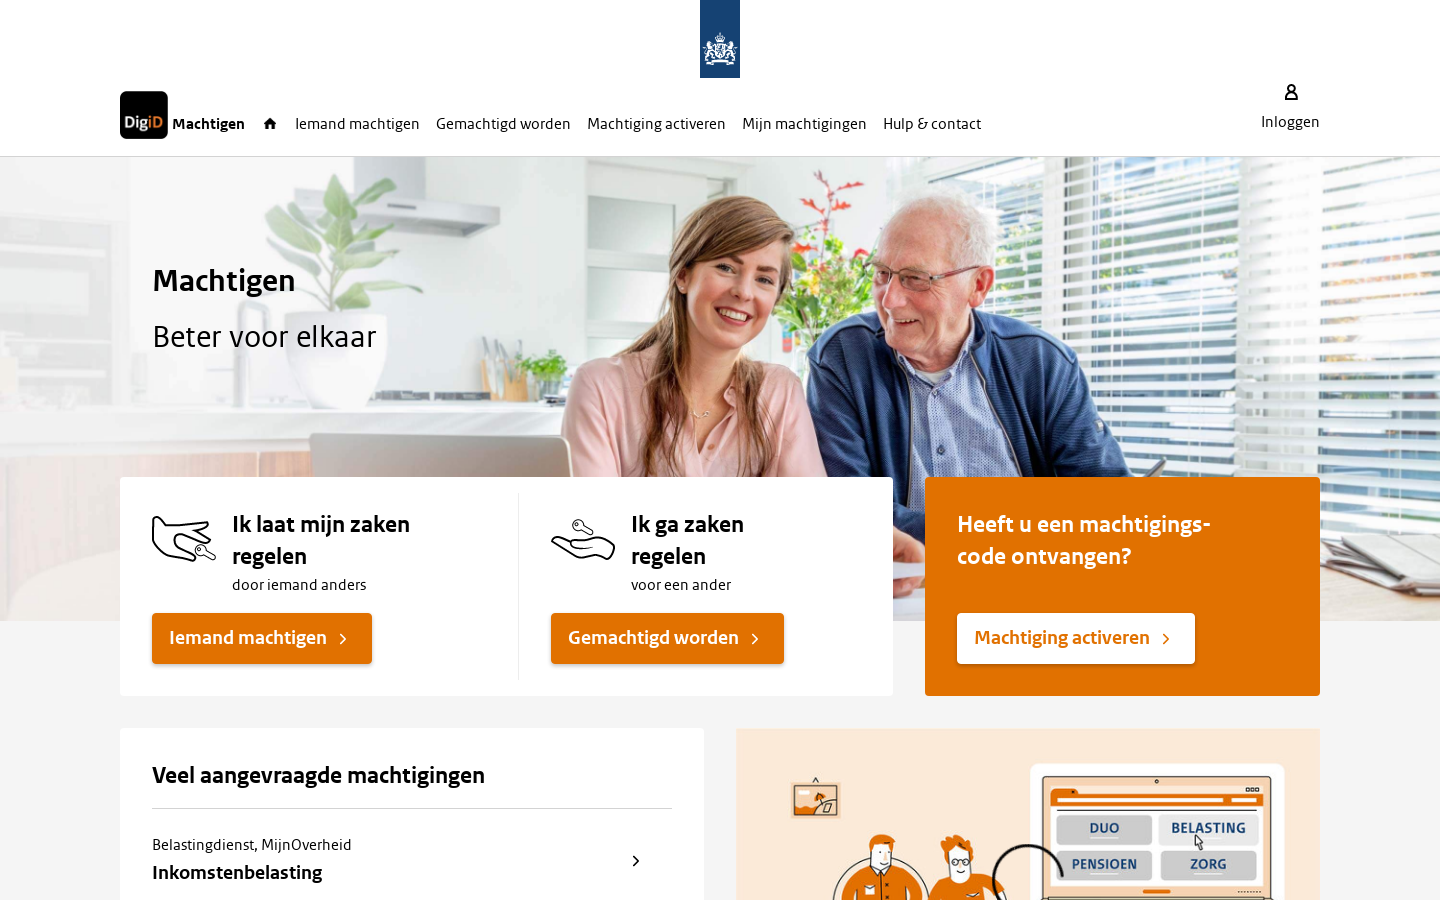 DigiD
Machtigen
Iemand machtigen
Gemachtigd worden
Machtiging activeren
Mijn machtigingen
Hulp & contact
Inloggen
Machtigen
Beter voor elkaar
Ik laat mijn zaken
regelen
door iemand anders
Iemand machtigen
Ik ga zaken
regelen
voor een ander
Gemachtigd worden
Heeft u een machtigings-
code ontvangen?
Machtiging activeren
Veel aangevraagde machtigingen
Belastingdienst, MijnOverheid
Inkomstenbelasting
DUO
BELASTING
PENSIOEN
ZORG